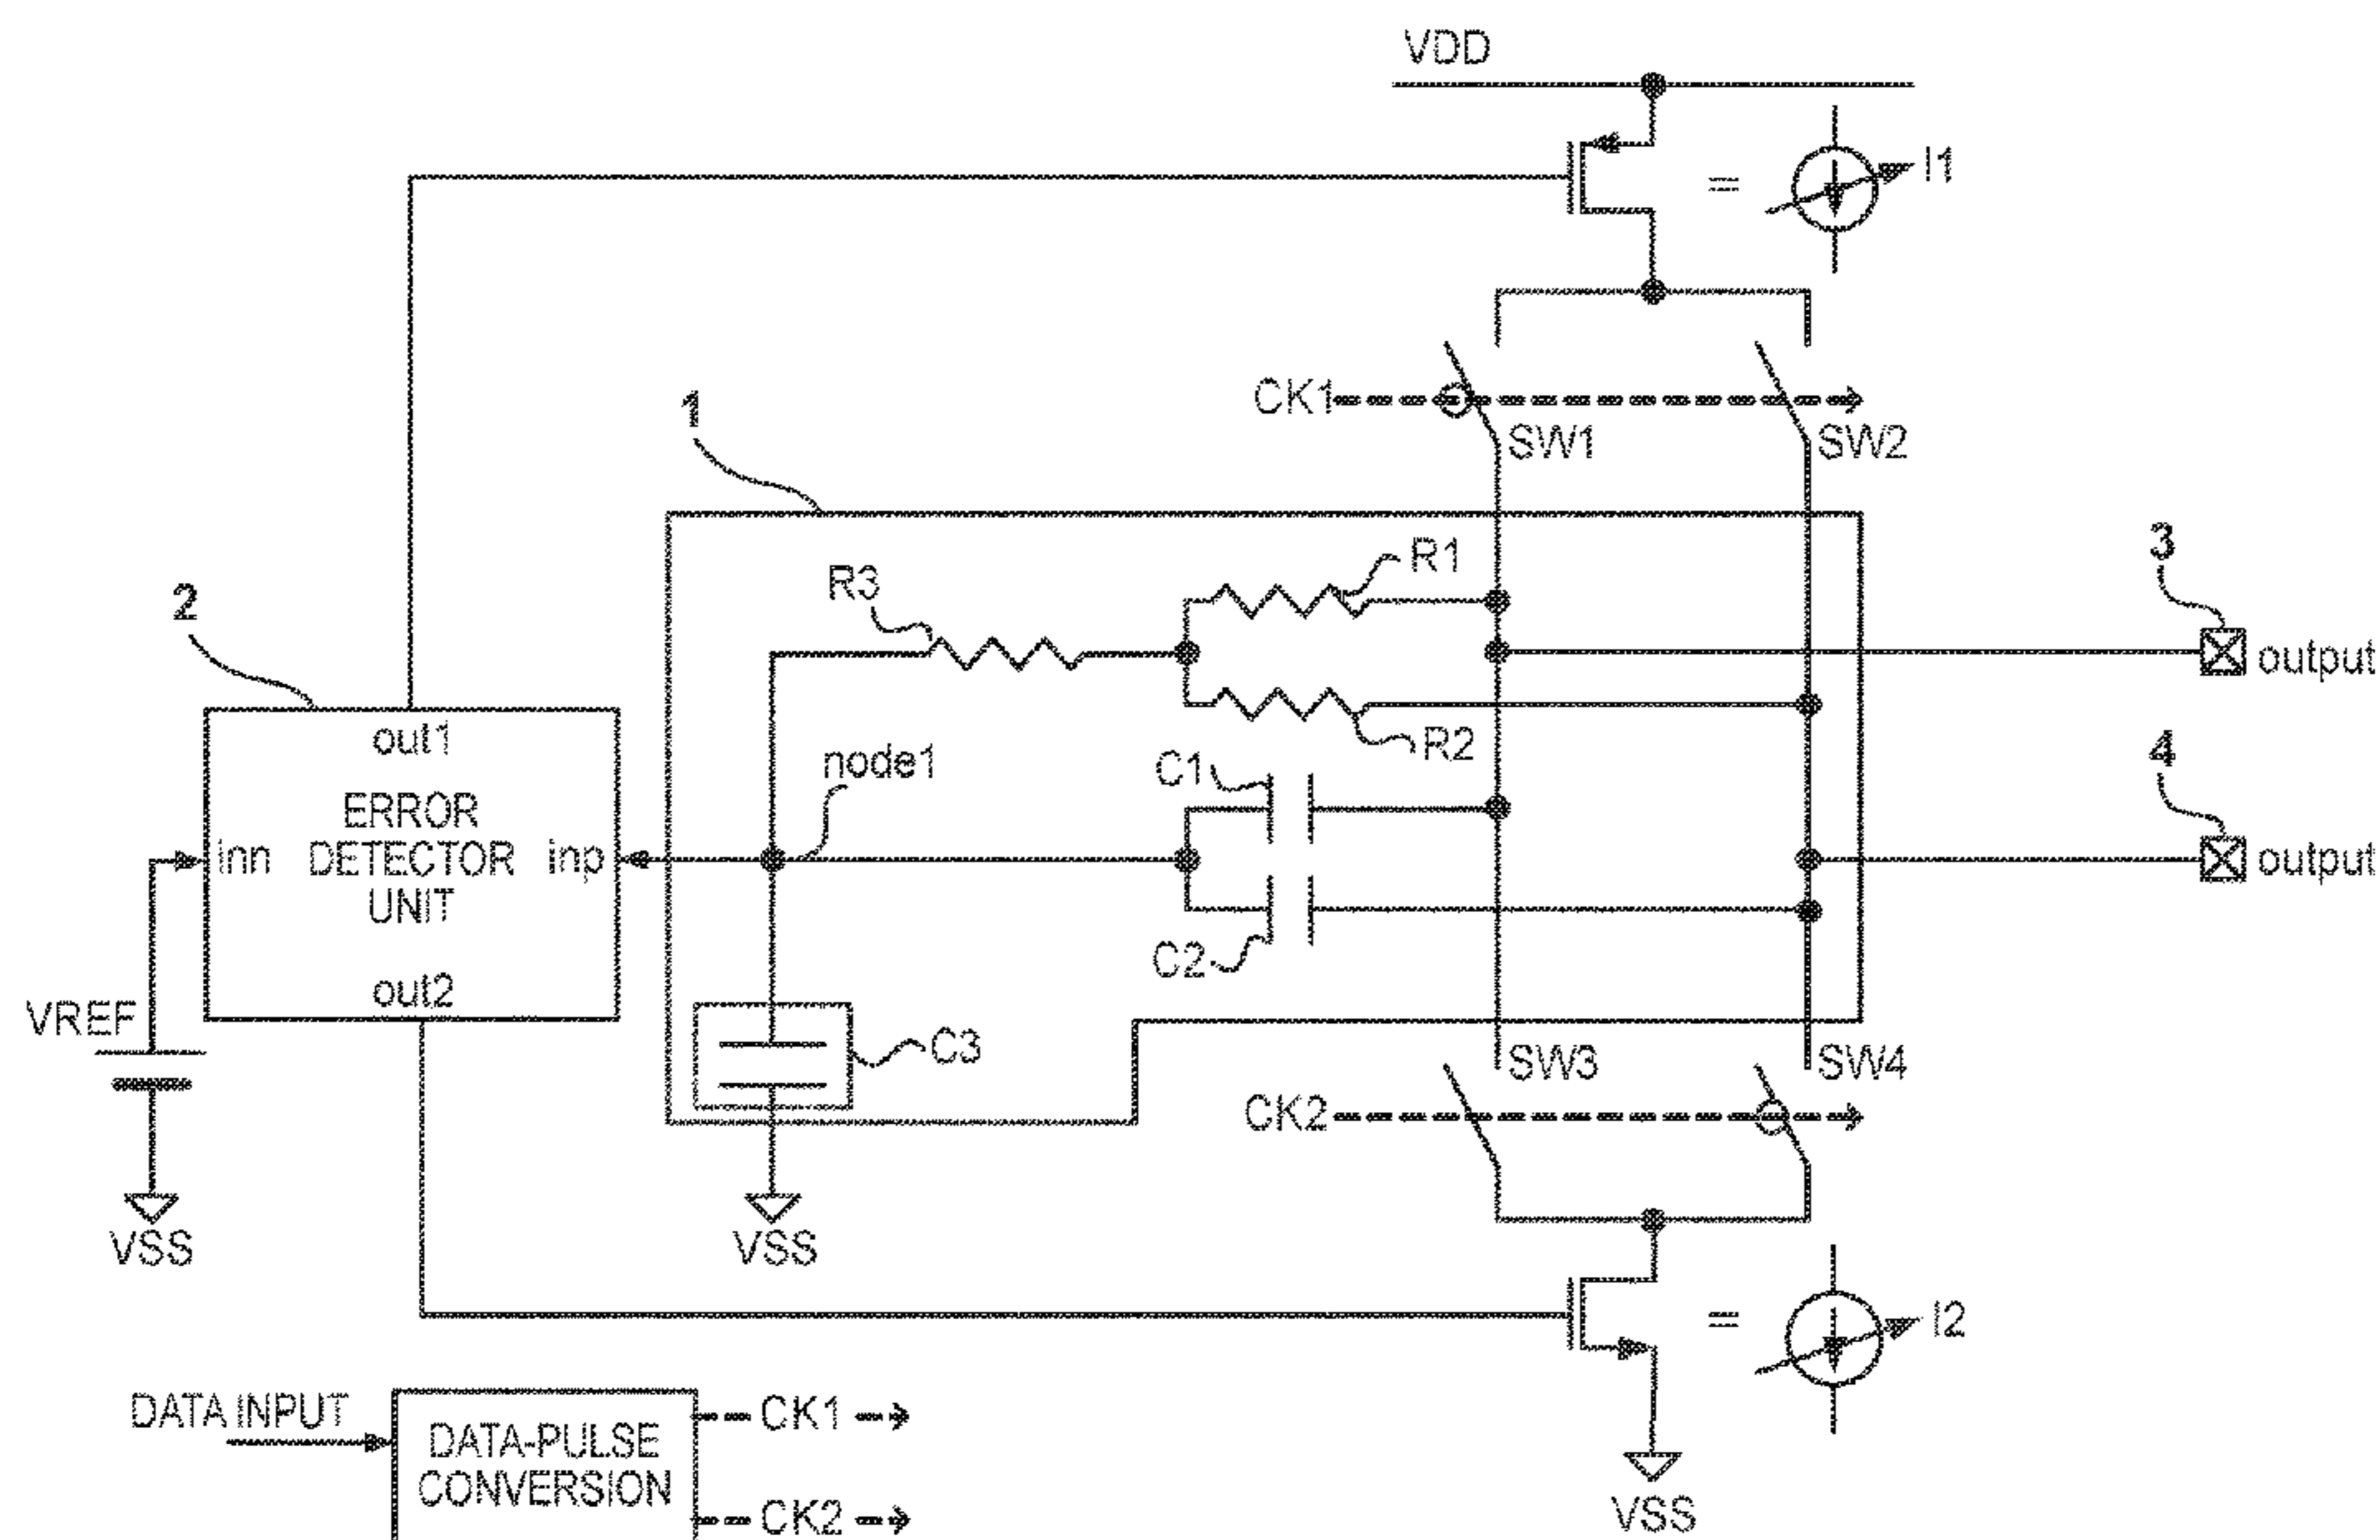 VDD
I1
=
CK1
SW1
SW2
1
R1
3
R3
output
2
out1
R2
node1
C1
4
ERROR
inn DETECTOR inp
UNIT
output
C2
out2
VREF
C3
SW3
SW4
CK2
VSS
VSS
=
I2
DATA INPUT
DATA-PULSE
CONVERSION
CK1
CK2
VSS